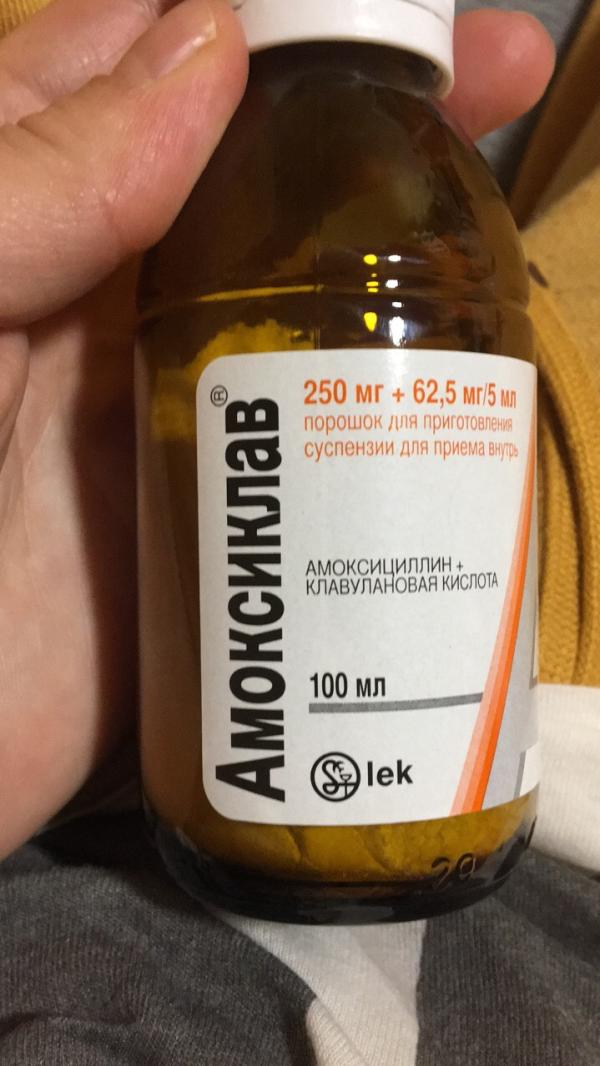 Амоксиклав®
250 мг + 62,5 мг/5 мл
порошок для приготовления
суспензии для приема внутрь
АМОКСИЦИЛЛИН +
КЛАВУЛАНОВАЯ КИСЛОТА
100 мл
lek
29